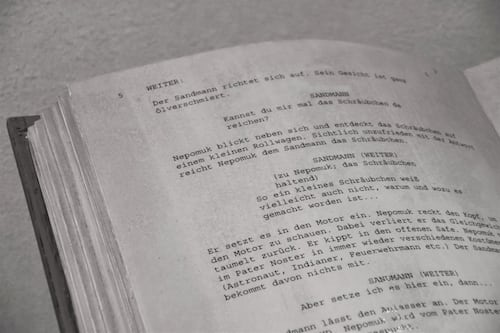 5 WEITER:
Der Sandmann richtet sich auf. Sein Gesicht ist ganz
ölverschmiert.
SANDMANN
Kannst du mir mal das Schräubchen da
reichen?
Nepomuk blickt neben sich und entdeckt das Schräubchen auf
einem kleinen Rollwagen. Sichtlich unzufrieden mit der Antwort
reicht Nepomuk dem Sandmann das Schräubchen.
SANDMANN (WEITER)
(zu Nepomuk; das Schräubchen
haltend)
So ein kleines Schräubchen weiß
vielleicht auch nicht, warum und wozu es
gemacht worden ist...
Er setzt es in den Motor ein. Nepomuk reckt den Kopf, um
den Motor zu schauen. Dabei verliert er das Gleichgewicht
taumelt zurück. Er kippt in den offenen Safe. Nepomuk
im Pater Noster in immer wieder verschiedenen
(Astronaut, Indianer, Feuerwehrmann etc.) Der Sandmann
bekommt davon nichts mit.
SANDMANN (WEITER)
Aber setze ich es hier ein, dann...
Sandmann lässt den Anlasser an. Der Motor
Nepomuk wird vom Pater Noster